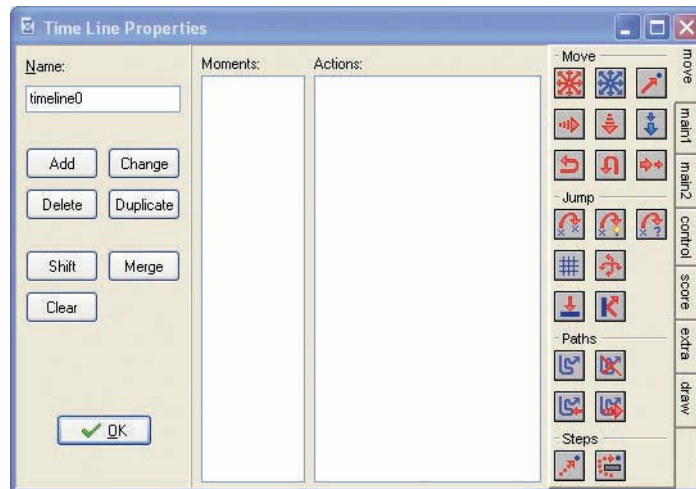 Time Line Properties
Name:
timeline0
Add
Change
Delete
Duplicate
Shift
Merge
Clear
OK
Moments:
Actions:
Move
Jump
Paths
Steps
move
main1
main2
control
score
extra
draw